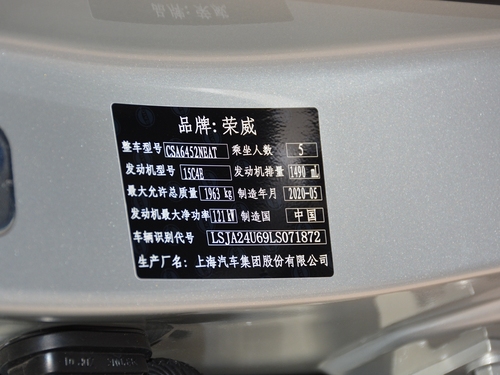 品牌:荣威
整车型号 CSA6452NEAT 乘坐人数 5
发动机型号 15C4E 发动机排量 1490 mL
最大允许总质量 1963 kg 制造年月 2020-05
发动机最大净功率 121 kW 制造国 中国
车辆识别代号 LSJA24U69LS071872
生产厂名: 上海汽车集团股份有限公司